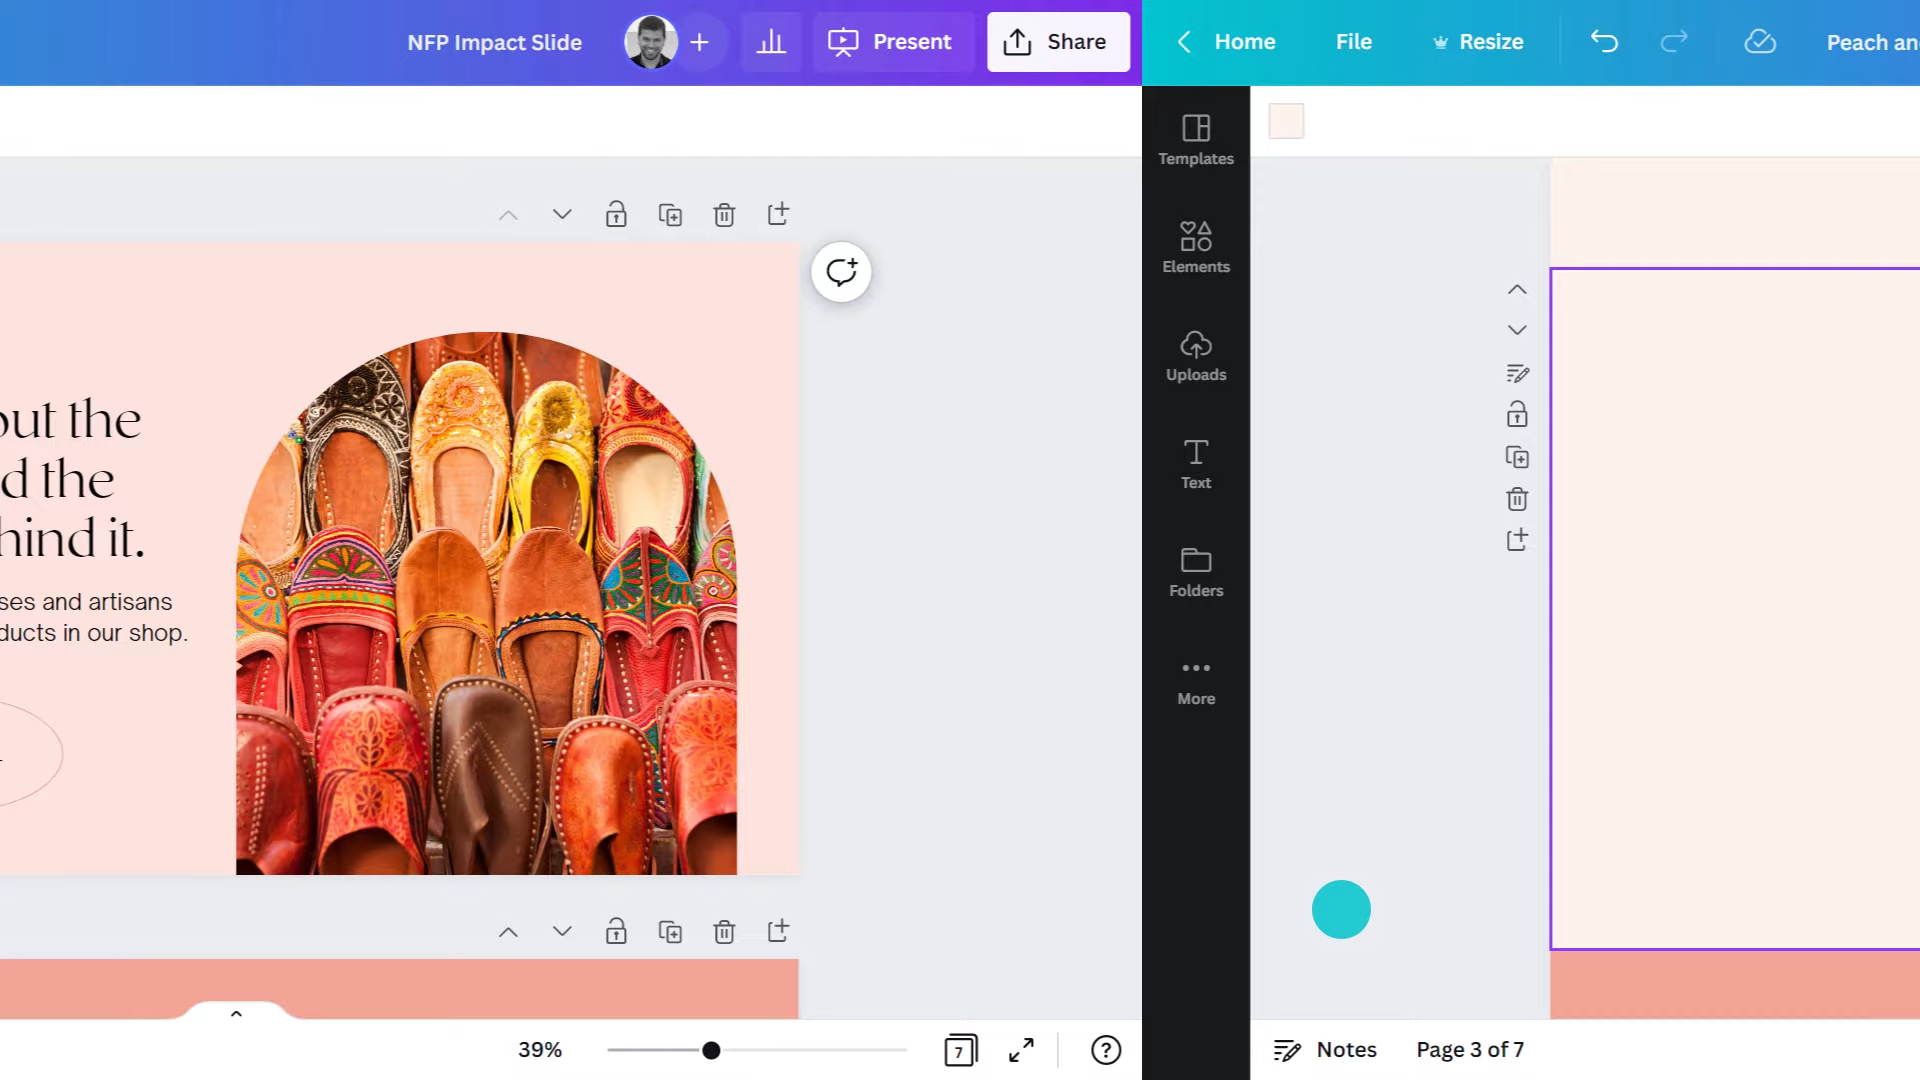 NFP Impact Slide
Present
Share
out the
d the
hind it.
ses and artisans
ducts in our shop.
39%
7
Home
File
Resize
Peach an
Templates
Elements
Uploads
Text
Folders
More
Notes
Page 3 of 7